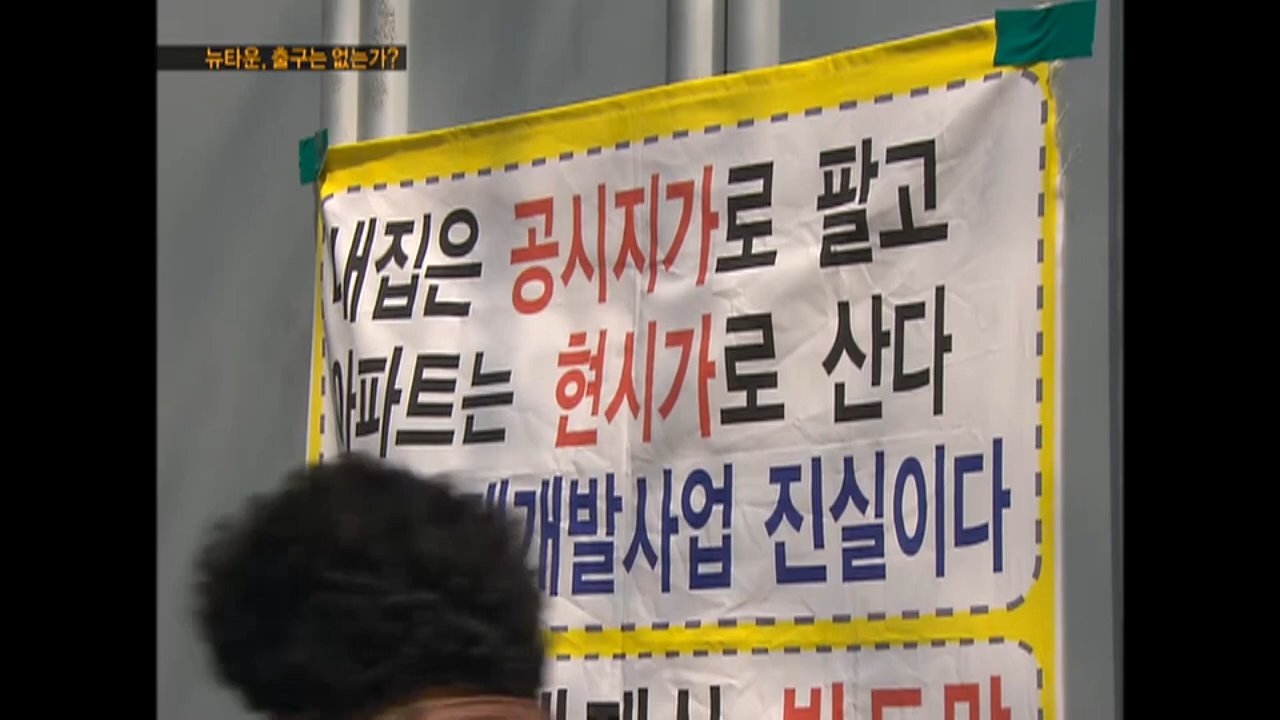 뉴타운, 출구는 없는가?
내집은 공시지가로 팔고
아파트는 현시가로 산다
재개발사업 진실이다